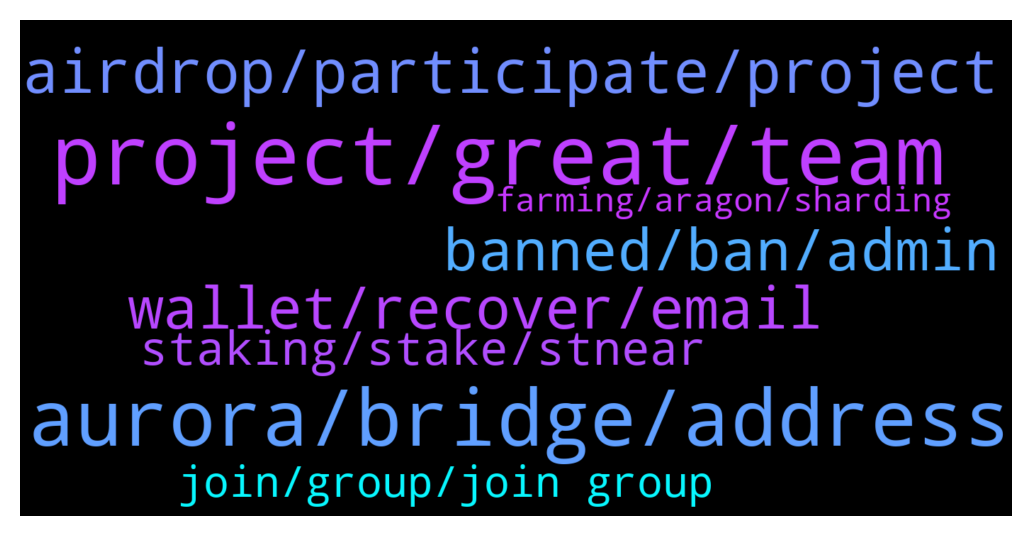 airdrop/participate/project
project/great/team
farming/aragon/sharding
banned/ban/admin
wallet/recover/email
staking/stake/stnear
aurora/bridge/address
join/group/join group